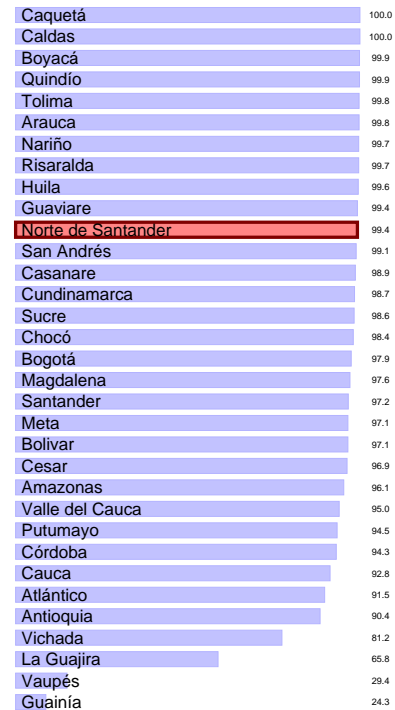 Caquetá 100.0
Caldas 100.0
Boyacá 99.9
Quindío 99.9
Tolima 99.8
Arauca 99.8
Nariño 99.7
Risaralda 99.7
Huila 99.6
Guaviare 99.4
Norte de Santander 99.4
San Andrés 99.1
Casanare 98.9
Cundinamarca 98.7
Sucre 98.6
Chocó 98.4
Bogotá 97.9
Magdalena 97.6
Santander 97.2
Meta 97.1
Bolivar 97.1
Cesar 96.9
Amazonas 96.1
Valle del Cauca 95.0
Putumayo 94.5
Córdoba 94.3
Cauca 92.8
Atlántico 91.5
Antioquia 90.4
Vichada 81.2
La Guajira 65.8
Vaupés 29.4
Guainía 24.3